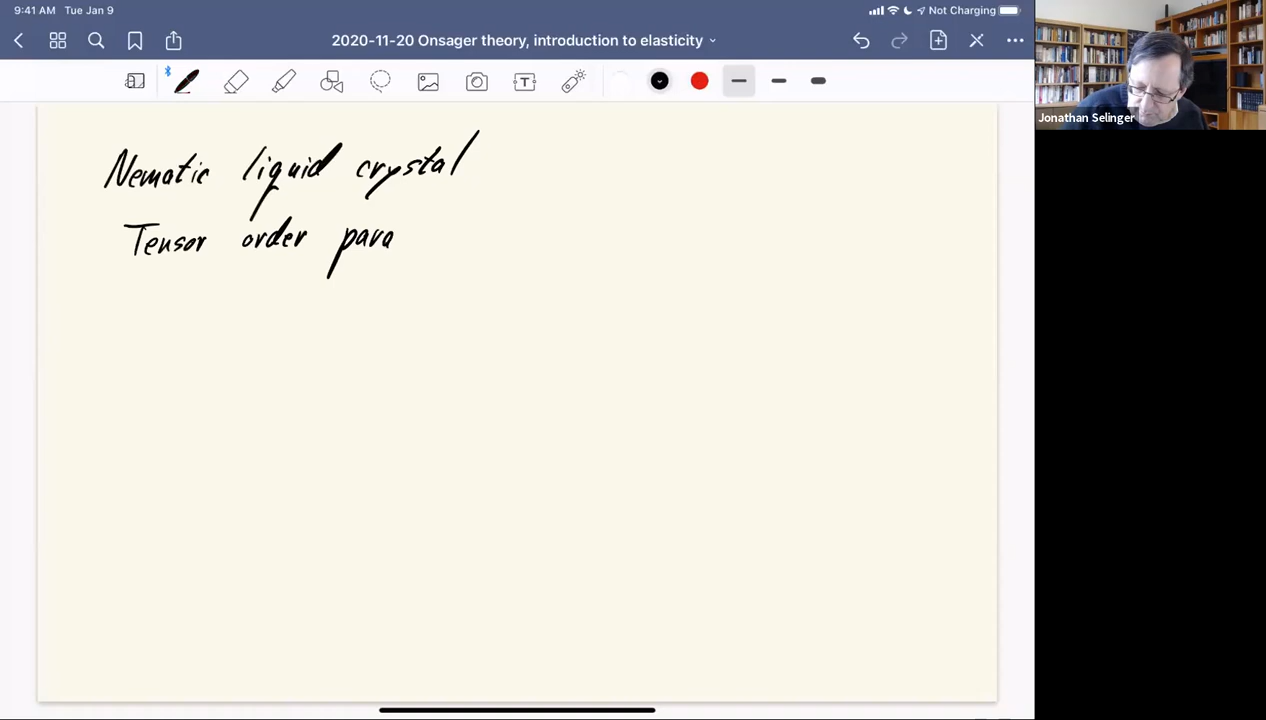 9:41 AM Tue Jan 9
Not Charging
2020-11-20 Onsager theory, introduction to elasticity
T
Jonathan Selinger
Nematic liquid crystal
Tensor order para